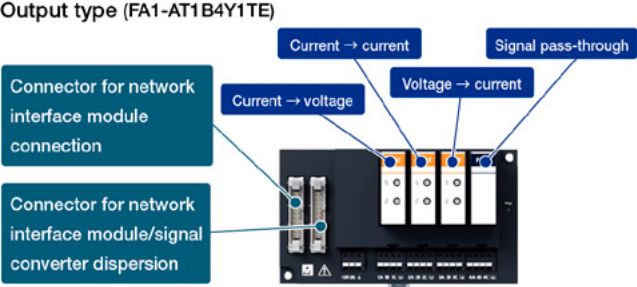 Output type (FA1-AT1B4Y1TE)
Current → current
Signal pass-through
Voltage → current
Current → voltage
Connector for network
interface module
connection
Connector for network
interface module/signal
converter dispersion